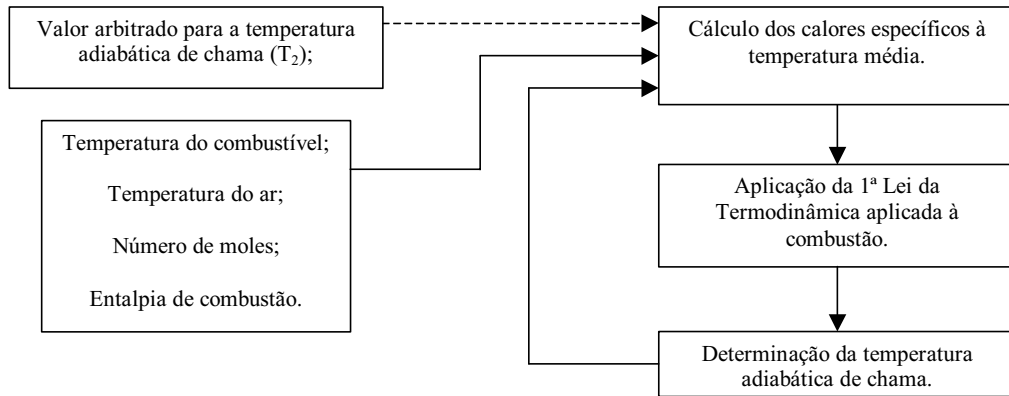 Valor arbitrado para a temperatura
adiabática de chama (T₂);
Temperatura do combustível;
Temperatura do ar;
Número de moles;
Entalpia de combustão.
Cálculo dos calores específicos à
temperatura média.
Aplicação da 1ª Lei da
Termodinâmica aplicada à
combustão.
Determinação da temperatura
adiabática de chama.